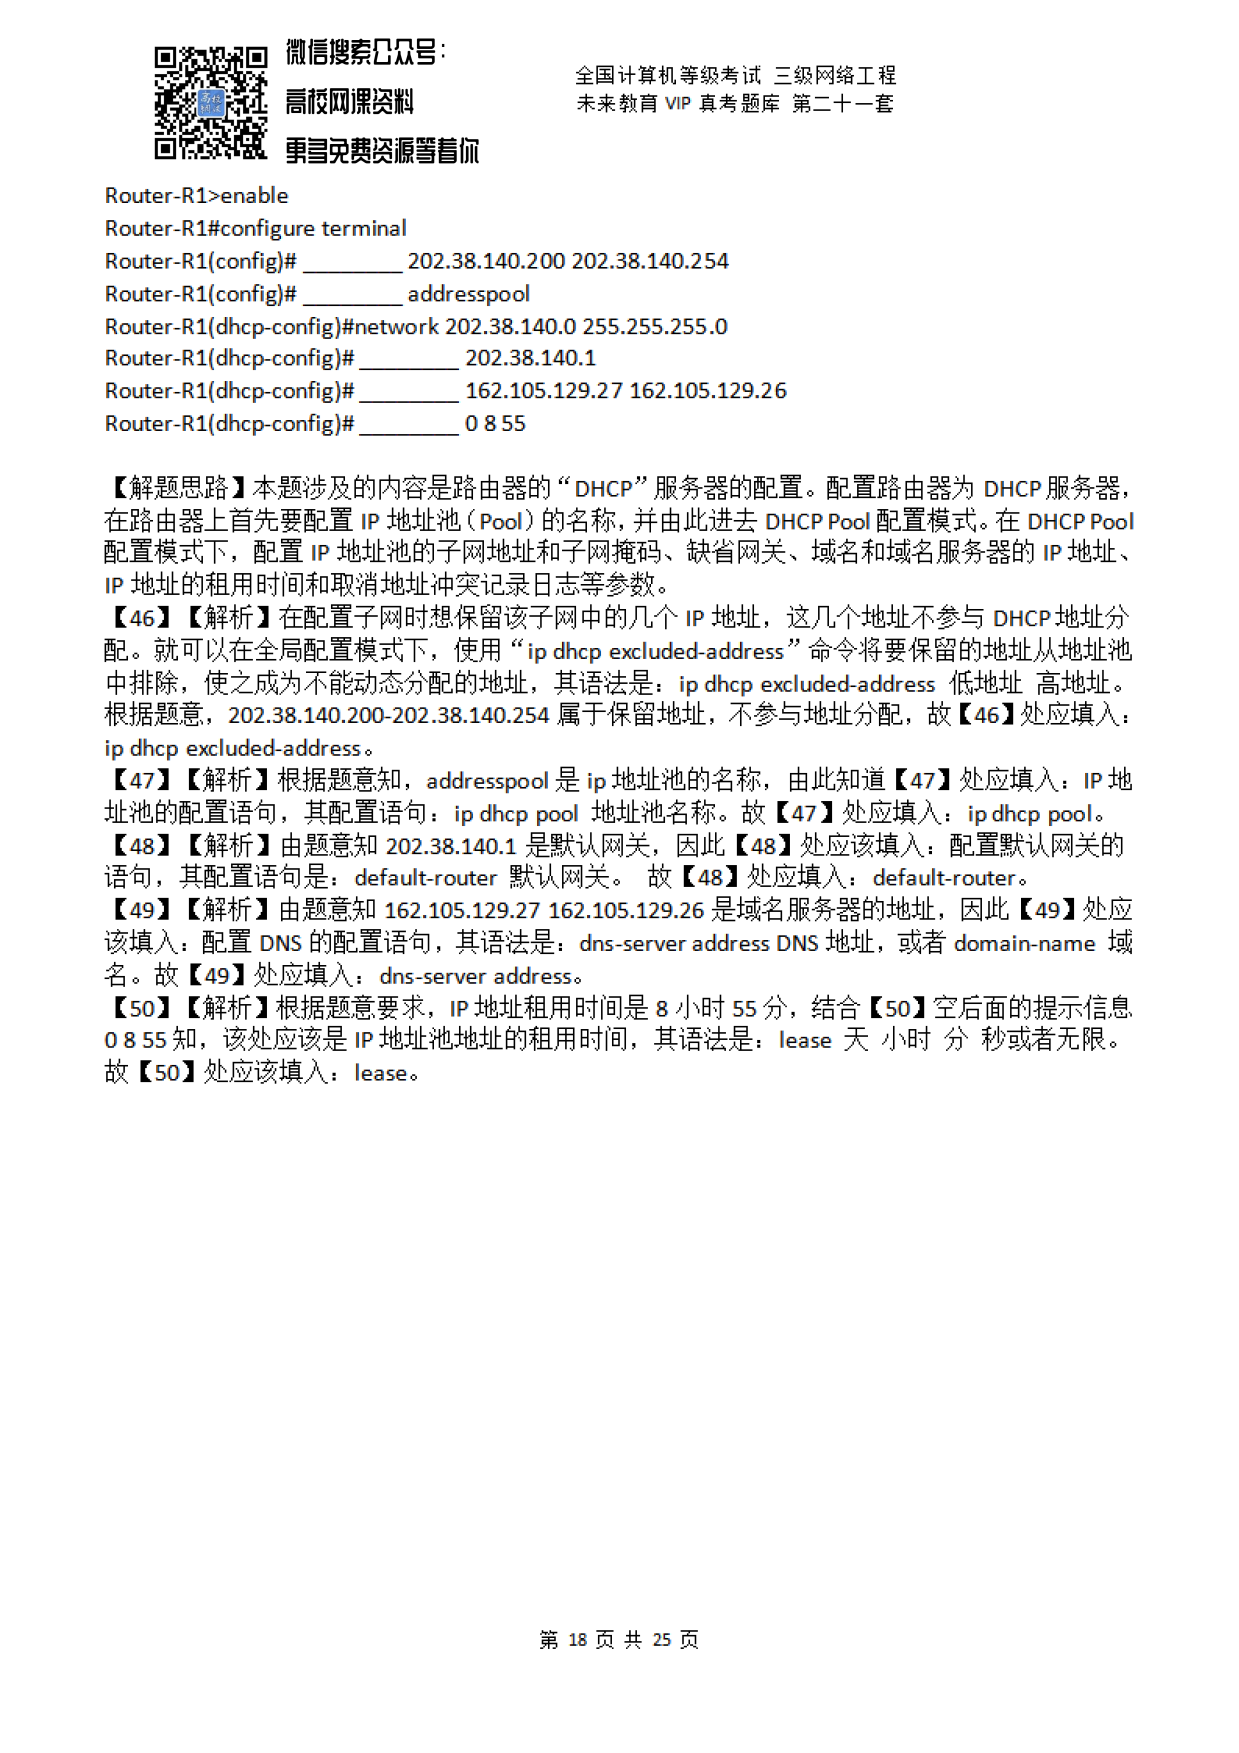 微信搜索公众号：
高校网课资料
更多免费资源等着你
全国计算机等级考试 三级网络工程
未来教育 VIP 真考题库 第二十一套
Router-R1>enable
Router-R1#configure terminal
Router-R1(config)# ________ 202.38.140.200 202.38.140.254
Router-R1(config)# ________ addresspool
Router-R1(dhcp-config)#network 202.38.140.0 255.255.255.0
Router-R1(dhcp-config)# ________ 202.38.140.1
Router-R1(dhcp-config)# ________ 162.105.129.27 162.105.129.26
Router-R1(dhcp-config)# ________ 0 8 55
【解题思路】本题涉及的内容是路由器的“DHCP”服务器的配置。配置路由器为 DHCP 服务器，
在路由器上首先要配置 IP 地址池（Pool）的名称，并由此进去 DHCP Pool 配置模式。在 DHCP Pool
配置模式下，配置 IP 地址池的子网地址和子网掩码、缺省网关、域名和域名服务器的 IP 地址、
IP 地址的租用时间和取消地址冲突记录日志等参数。
【46】【解析】在配置子网时想保留该子网中的几个 IP 地址，这几个地址不参与 DHCP 地址分
配。就可以在全局配置模式下，使用“ip dhcp excluded-address”命令将要保留的地址从地址池
中排除，使之成为不能动态分配的地址，其语法是：ip dhcp excluded-address 低地址 高地址。
根据题意，202.38.140.200-202.38.140.254 属于保留地址，不参与地址分配，故【46】处应填入：
ip dhcp excluded-address。
【47】【解析】根据题意知，addresspool 是 ip 地址池的名称，由此知道【47】处应填入：IP 地
址池的配置语句，其配置语句：ip dhcp pool 地址池名称。故【47】处应填入：ip dhcp pool。
【48】【解析】由题意知 202.38.140.1 是默认网关，因此【48】处应该填入：配置默认网关的
语句，其配置语句是：default-router 默认网关。 故【48】处应填入：default-router。
【49】【解析】由题意知 162.105.129.27 162.105.129.26 是域名服务器的地址，因此【49】处应
该填入：配置 DNS 的配置语句，其语法是：dns-server address DNS 地址，或者 domain-name 域
名。故【49】处应填入：dns-server address。
【50】【解析】根据题意要求，IP 地址租用时间是 8 小时 55 分，结合【50】空后面的提示信息
0 8 55 知，该处应该是 IP 地址池地址的租用时间，其语法是：lease 天 小时 分 秒或者无限。
故【50】处应该填入：lease。
第 18 页 共 25 页